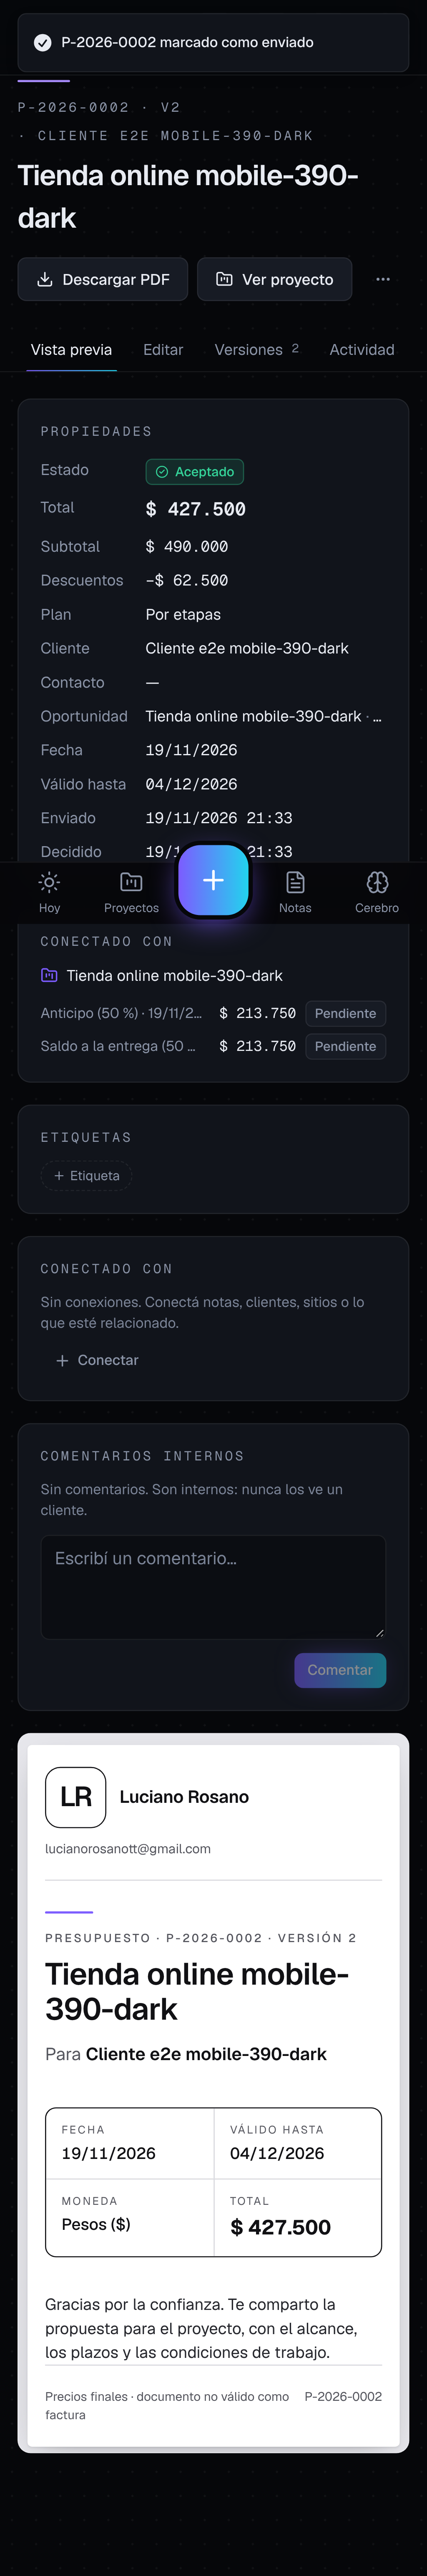 P-2026-0002 marcado como enviado
P-2026-0002 · V2
· CLIENTE E2E MOBILE-390-DARK
Tienda online mobile-390-
dark
Descargar PDF
Ver proyecto
Vista previa
Editar
Versiones 2
Actividad
PROPIEDADES
Estado Aceptado
Total $ 427.500
Subtotal $ 490.000
Descuentos −$ 62.500
Plan Por etapas
Cliente Cliente e2e mobile-390-dark
Contacto —
Oportunidad Tienda online mobile-390-dark · …
Fecha 19/11/2026
Válido hasta 04/12/2026
Enviado 19/11/2026 21:33
Decidido 21:33
Hoy
Proyectos
Notas
Cerebro
CONECTADO CON
Tienda online mobile-390-dark
Anticipo (50 %) · 19/11/2… $ 213.750 Pendiente
Saldo a la entrega (50 … $ 213.750 Pendiente
ETIQUETAS
+ Etiqueta
CONECTADO CON
Sin conexiones. Conectá notas, clientes, sitios o lo
que esté relacionado.
+ Conectar
COMENTARIOS INTERNOS
Sin comentarios. Son internos: nunca los ve un
cliente.
Escribí un comentario…
Comentar
LR
Luciano Rosano
lucianorosanott@gmail.com
PRESUPUESTO · P-2026-0002 · VERSIÓN 2
Tienda online mobile-
390-dark
Para Cliente e2e mobile-390-dark
FECHA
19/11/2026
VÁLIDO HASTA
04/12/2026
MONEDA
Pesos ($)
TOTAL
$ 427.500
Gracias por la confianza. Te comparto la
propuesta para el proyecto, con el alcance,
los plazos y las condiciones de trabajo.
Precios finales · documento no válido como
factura
P-2026-0002